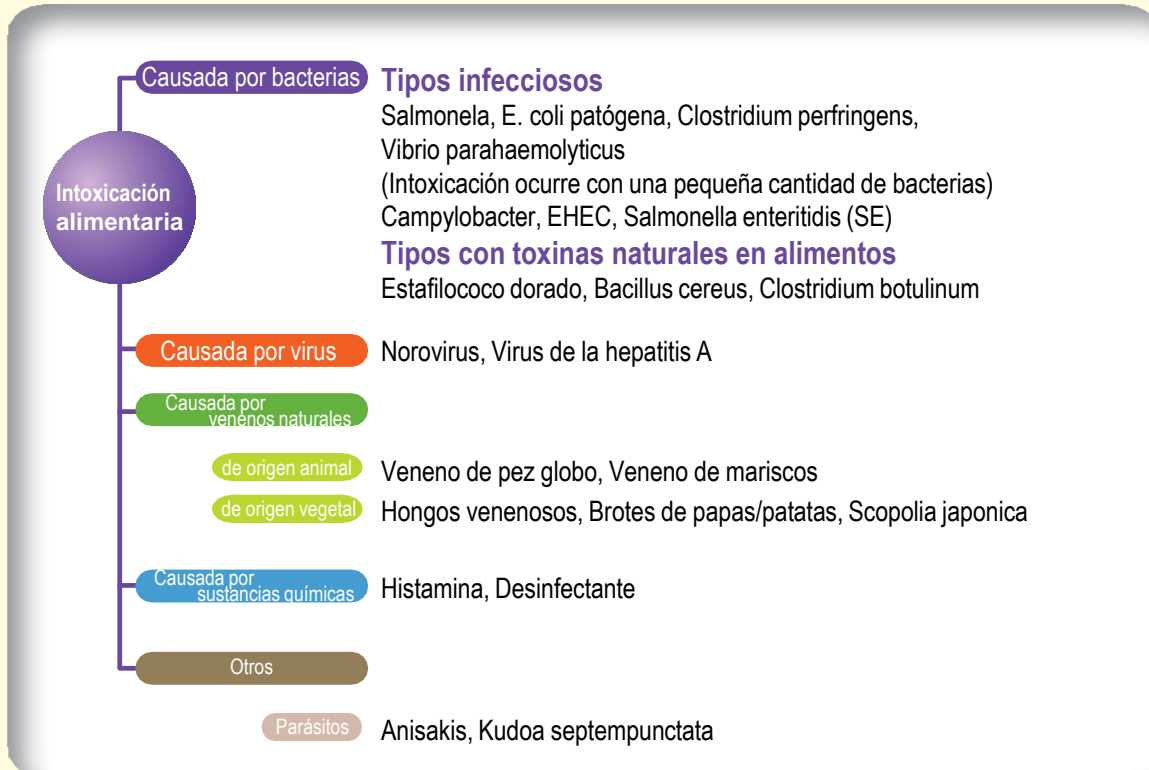 Causada por bacterias
Tipos infecciosos
Salmonela, E. coli patógena, Clostridium perfringens,
Vibrio parahaemolyticus
(Intoxicación ocurre con una pequeña cantidad de bacterias)
Campylobacter, EHEC, Salmonella enteritidis (SE)
Tipos con toxinas naturales en alimentos
Estafilococo dorado, Bacillus cereus, Clostridium botulinum
Intoxicación
alimentaria
Causada por virus
Norovirus, Virus de la hepatitis A
Causada por
venenos naturales
de origen animal
Veneno de pez globo, Veneno de mariscos
de origen vegetal
Hongos venenosos, Brotes de papas/patatas, Scopolia japonica
Causada por
sustancias químicas
Histamina, Desinfectante
Otros
Parásitos
Anisakis, Kudoa septempunctata